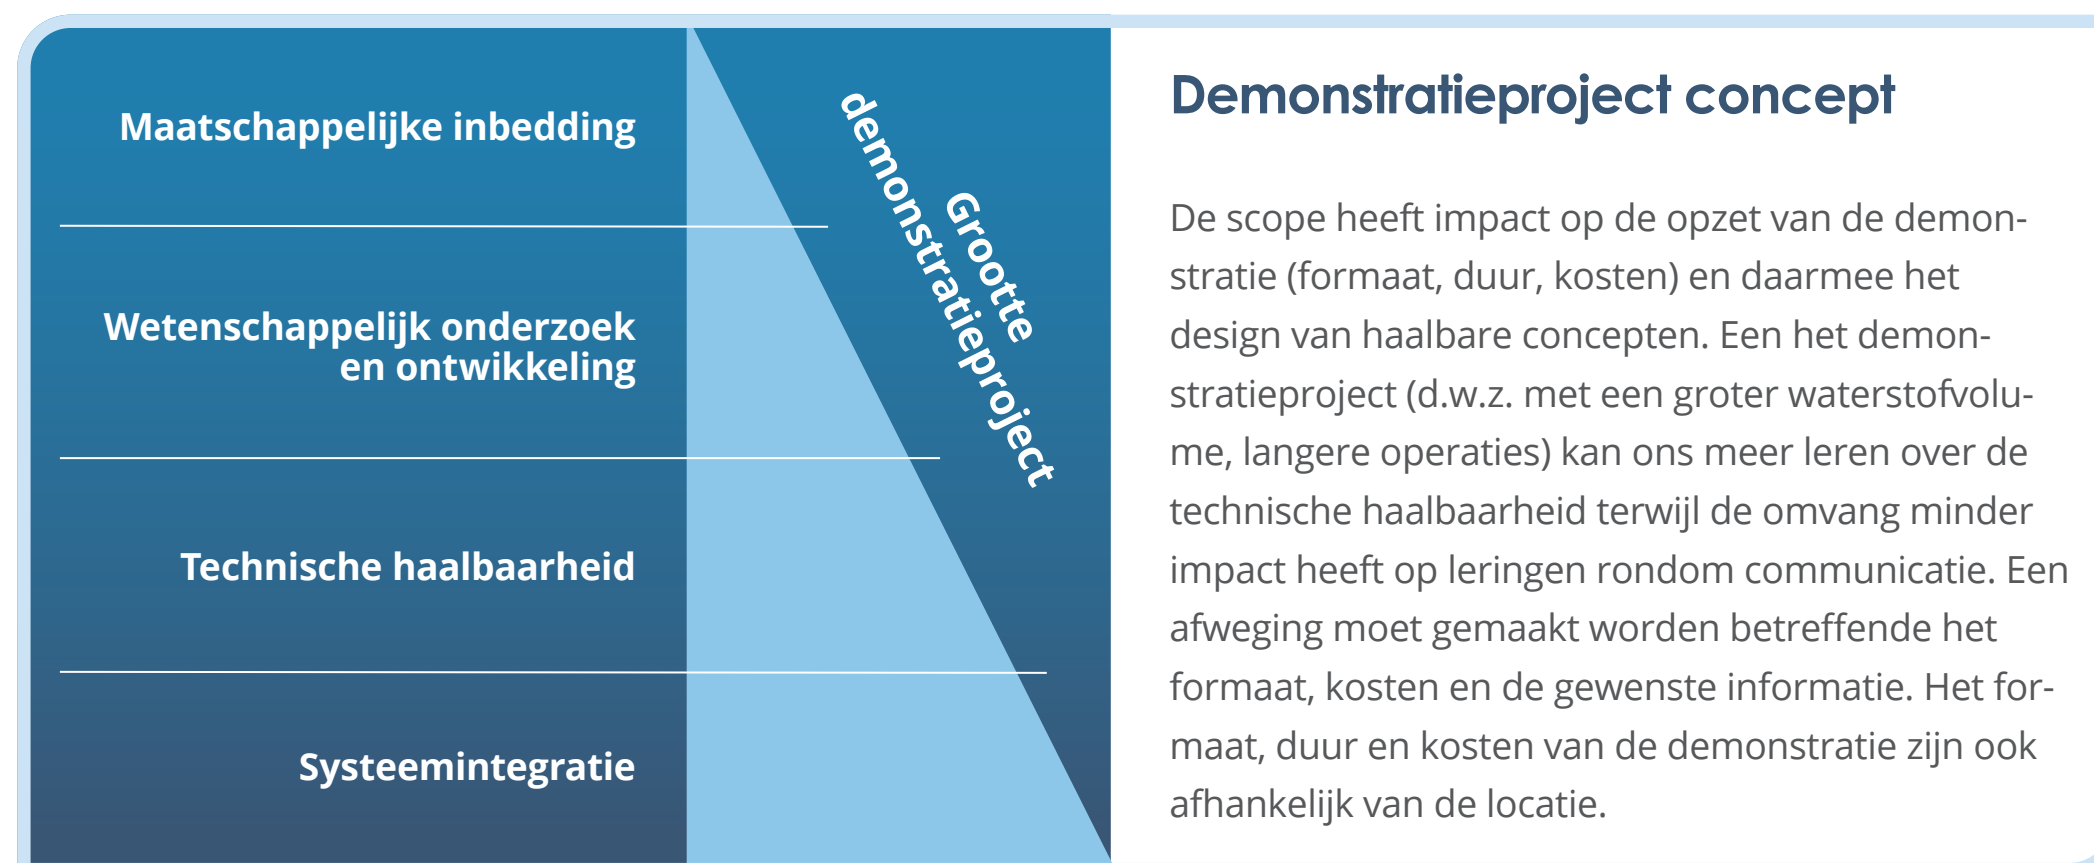 Maatschappelijke inbedding
Wetenschappelijk onderzoek
en ontwikkeling
Technische haalbaarheid
Systeemintegratie
Grootte
demonstratieproject
Demonstratieproject concept
De scope heeft impact op de opzet van de demon-
stratie (formaat, duur, kosten) en daarmee het
design van haalbare concepten. Een het demon-
stratieproject (d.w.z. met een groter waterstofvolu-
me, langere operaties) kan ons meer leren over de
technische haalbaarheid terwijl de omvang minder
impact heeft op leringen rondom communicatie. Een
afweging moet gemaakt worden betreffende het
formaat, kosten en de gewenste informatie. Het for-
maat, duur en kosten van de demonstratie zijn ook
afhankelijk van de locatie.